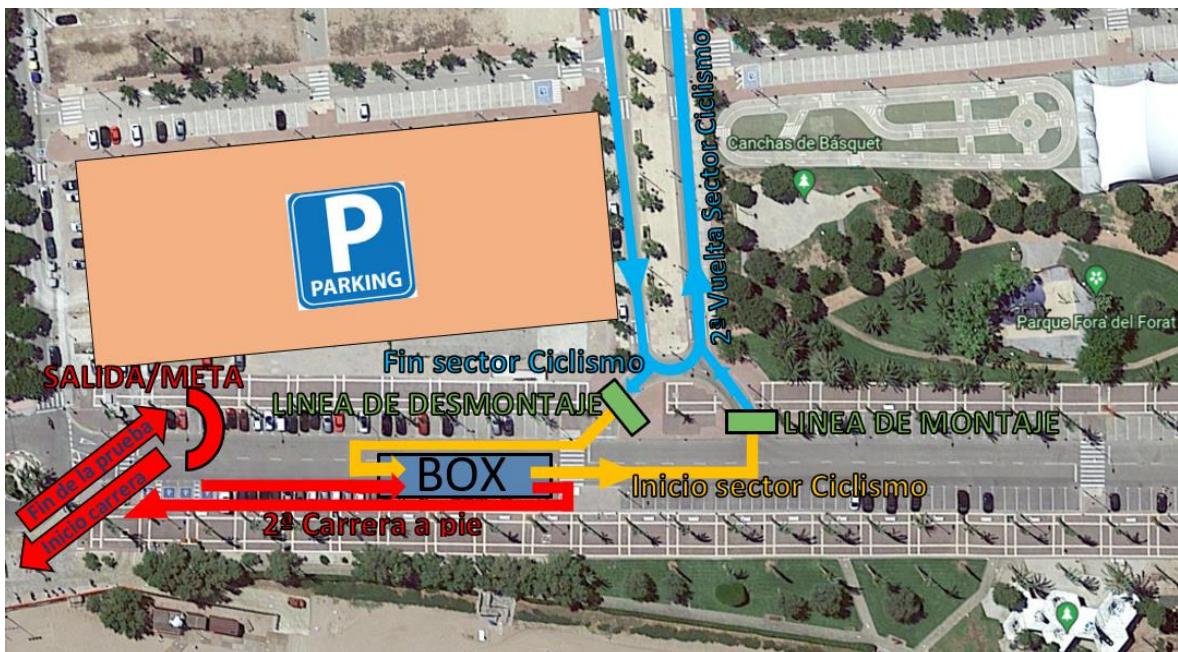 2ª Vuelta Sector Ciclismo
Canchas de Básquet
P
PARKING
Parque Fora del Forat
Fin sector Ciclismo
SALIDA/META
LINEA DE DESMONTAJE
LINEA DE MONTAJE
Fin de la prueba
Inicio carrera
BOX
Inicio sector Ciclismo
2ª Carrera a pie